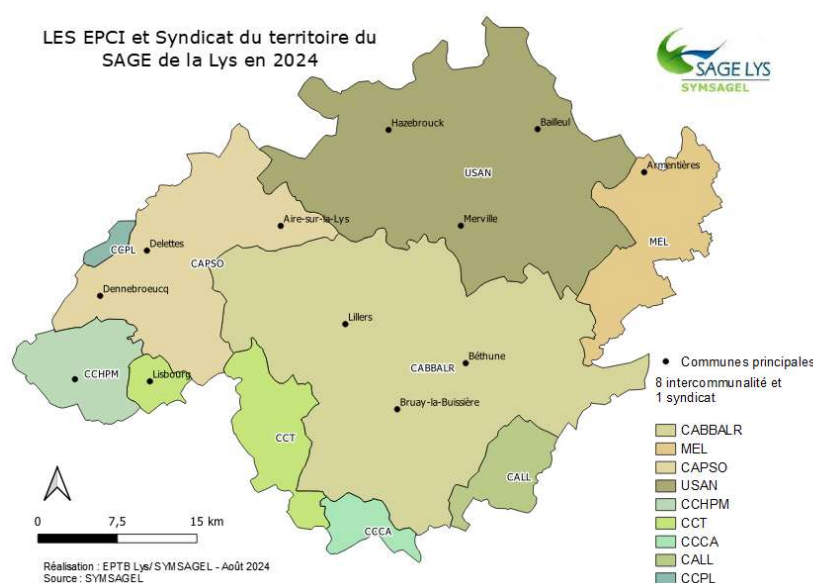 LES EPCI et Syndicat du territoire du
SAGE de la Lys en 2024
SAGE LYS
SYMSAGEL
Hazebrouck
Bailleul
Armentières
USAN
Aire-sur-la-Lys
Merville
MEL
CCPL
Delettes
CAPSO
Dennebroeucq
Lillers
CCHPM
Lisbourg
Béthune
CABBALR
Bruay-la-Buissière
CCT
CALL
CCCA
Communes principales
8 intercommunalité et
1 syndicat
CABBALR
MEL
CAPSO
USAN
CCHPM
CCT
CCCA
CALL
CCPL
0 7,5 15 km
Réalisation : EPTB Lys/ SYMSAGEL - Août 2024
Source : SYMSAGEL